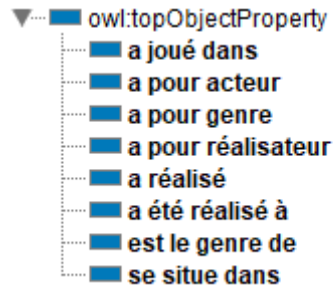 owl:topObjectProperty
a joué dans
a pour acteur
a pour genre
a pour réalisateur
a réalisé
a été réalisé à
est le genre de
se situe dans